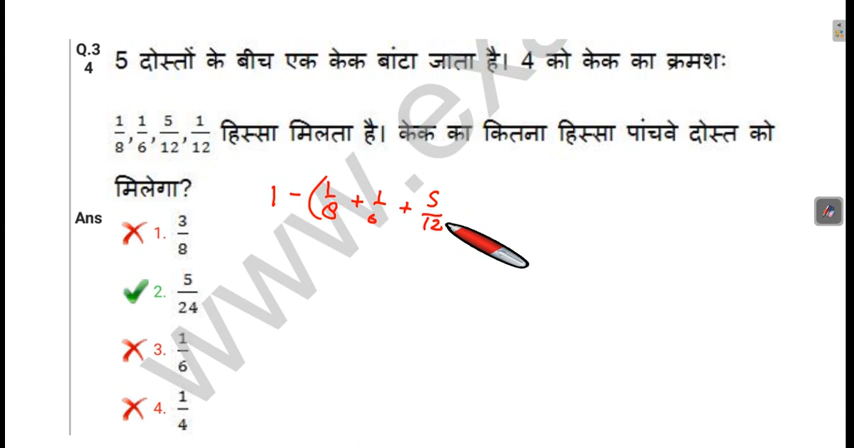 Q.34 5 दोस्तों के बीच एक केक बांटा जाता है। 4 को केक का क्रमशः
1/8, 1/6, 5/12, 1/12 हिस्सा मिलता है। केक का कितना हिस्सा पांचवे दोस्त को
मिलेगा?
1 - (1/8 + 1/6 + 5/12
Ans
1. 3/8
2. 5/24
3. 1/6
4. 1/4
www.exa